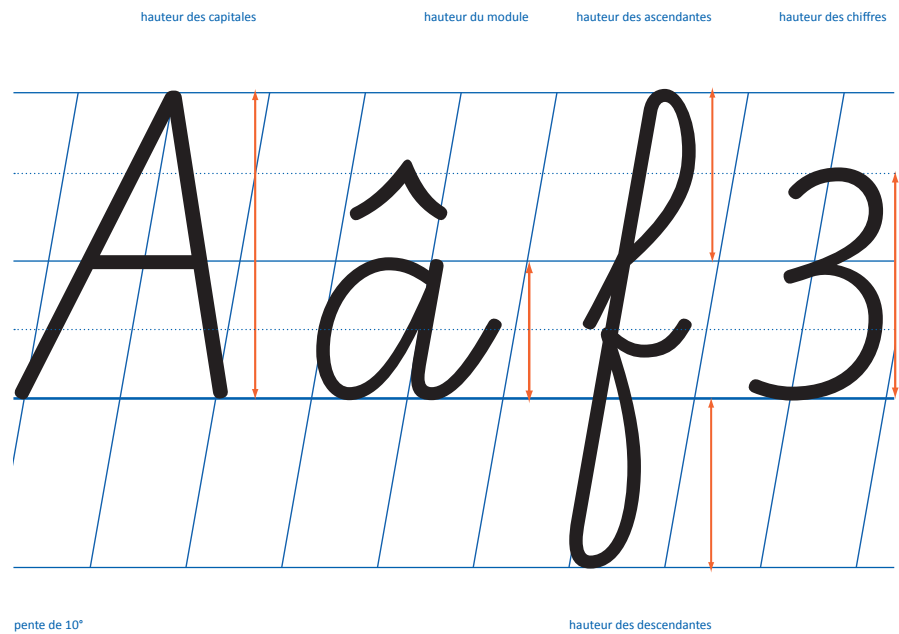 hauteur des capitales hauteur du module hauteur des ascendantes hauteur des chiffres
A â f 3
pente de 10° hauteur des descendantes